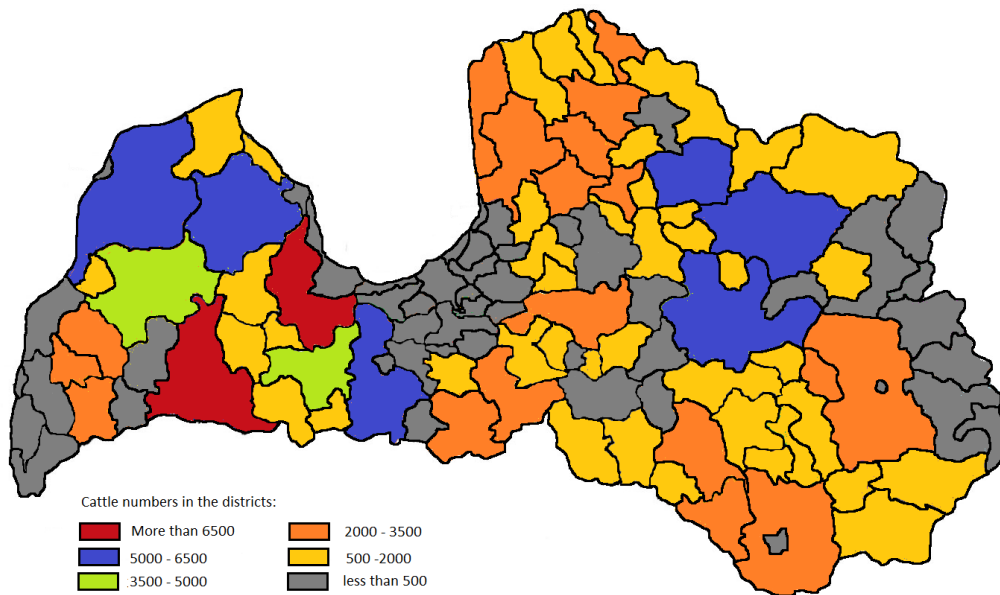 Cattle numbers in the districts:
More than 6500
5000 - 6500
3500 - 5000
2000 - 3500
500 -2000
less than 500